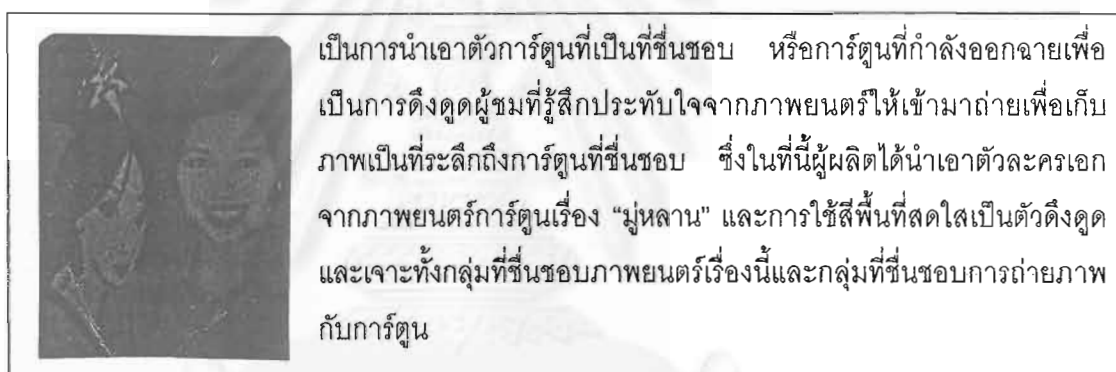 เป็นการนำเอาตัวการ์ตูนที่เป็นที่ชื่นชอบ หรือการ์ตูนที่กำลังออกฉายเพื่อ
เป็นการดึงดูดผู้ชมที่รู้สึกประทับใจจากภาพยนตร์ให้เข้ามาถ่ายเพื่อเก็บ
ภาพเป็นที่ระลึกถึงการ์ตูนที่ชื่นชอบ ซึ่งในที่นี้ผู้ผลิตได้นำเอาตัวละครเอก
จากภาพยนตร์การ์ตูนเรื่อง “มู่หลาน” และการใช้สีพื้นที่สดใสเป็นตัวดึงดูด
และเจาะทั้งกลุ่มที่ชื่นชอบภาพยนตร์เรื่องนี้และกลุ่มที่ชื่นชอบการถ่ายภาพ
กับการ์ตูน